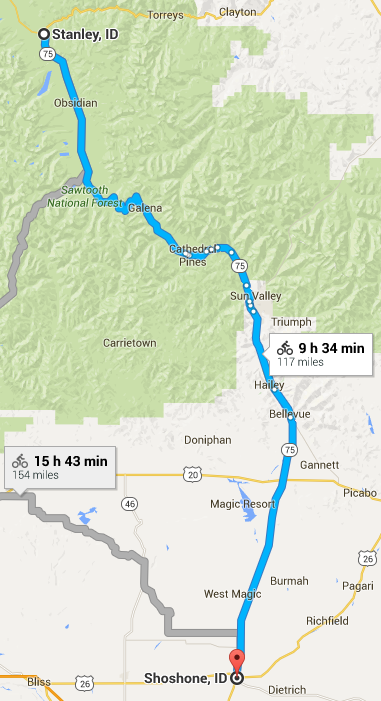 Torreys
Clayton
Stanley, ID
75
Obsidian
Sawtooth
National Forest
Galena
Cathedral
Pines
75
Sun Valley
Triumph
9 h 34 min
117 miles
Carrietown
Hailey
Bellevue
Doniphan
75
Gannett
15 h 43 min
154 miles
20
Picabo
46
Magic Resort
26
Burmah
Pagari
West Magic
Richfield
Shoshone, ID
Bliss
26
Dietrich